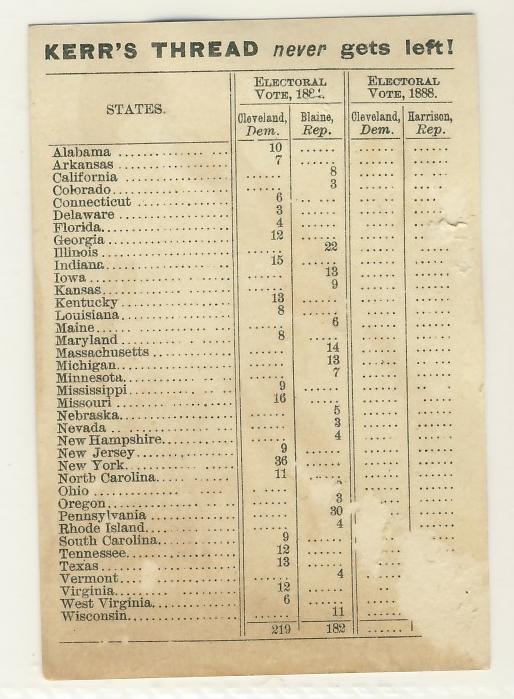 KERR'S THREAD never gets left!
STATES.
ELECTORAL VOTE, 1884.
ELECTORAL VOTE, 1888.
Cleveland, Dem.
Blaine, Rep.
Cleveland, Dem.
Harrison, Rep.
Alabama 10
Arkansas 7
California 8
Colorado 3
Connecticut 6
Delaware 3
Florida 4
Georgia 12
Illinois 22
Indiana 15
Iowa 13
Kansas 9
Kentucky 13
Louisiana 8
Maine 6
Maryland 8
Massachusetts 14
Michigan 13
Minnesota 7
Mississippi 9
Missouri 16
Nebraska 5
Nevada 3
New Hampshire 4
New Jersey 9
New York 36
North Carolina 11
Ohio
Oregon 3
Pennsylvania 30
Rhode Island 4
South Carolina 9
Tennessee 12
Texas 13
Vermont 4
Virginia 12
West Virginia 6
Wisconsin 11
219 182